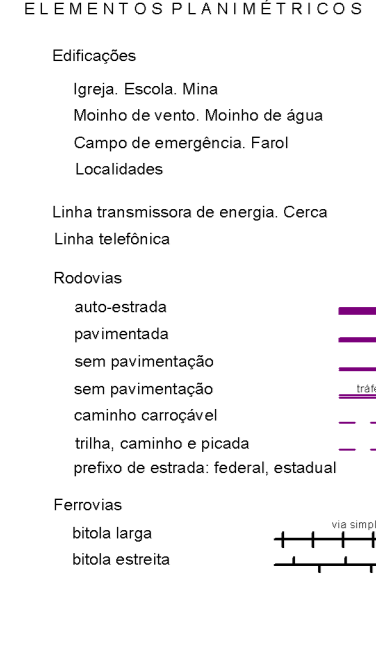 ELEMENTOS PLANIMÉTRICOS
Edificações
Igreja. Escola. Mina
Moinho de vento. Moinho de água
Campo de emergência. Farol
Localidades
Linha transmissora de energia. Cerca
Linha telefônica
Rodovias
auto-estrada
pavimentada
sem pavimentação
sem pavimentação
caminho carroçável
trilha, caminho e picada
prefixo de estrada: federal, estadual
Ferrovias
via simpl
bitola larga
bitola estreita